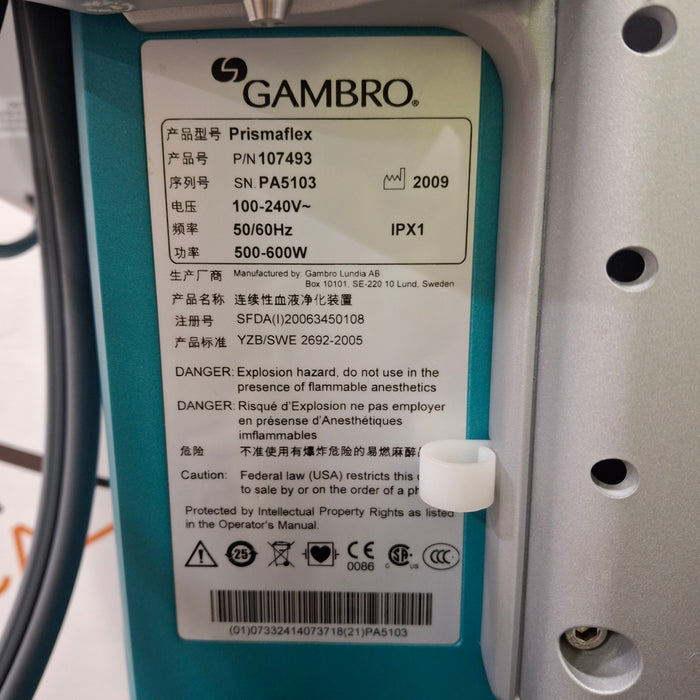 GAMBRO®
产品型号 Prismaflex
产品号 P/N 107493
序列号 SN. PA5103 2009
电压 100-240V~
频率 50/60Hz IPX1
功率 500-600W
生产厂商 Manufactured by: Gambro Lundia AB
Box 10101, SE-220 10 Lund, Sweden
产品名称 连续性血液净化装置
注册号 SFDA(I)20063450108
产品标准 YZB/SWE 2692-2005
DANGER: Explosion hazard, do not use in the
presence of flammable anesthetics
DANGER: Risqué d'Explosion ne pas employer
en présence d'Anesthétiques
imflammables
危险 不准使用有爆炸危险的易燃麻醉
Caution: Federal law (USA) restricts this
to sale by or on the order of a
Protected by Intellectual Property Rights as listed
in the Operator's Manual.
25 CE 0086 C SA US CCC
(01)07332414073718(21)PA5103